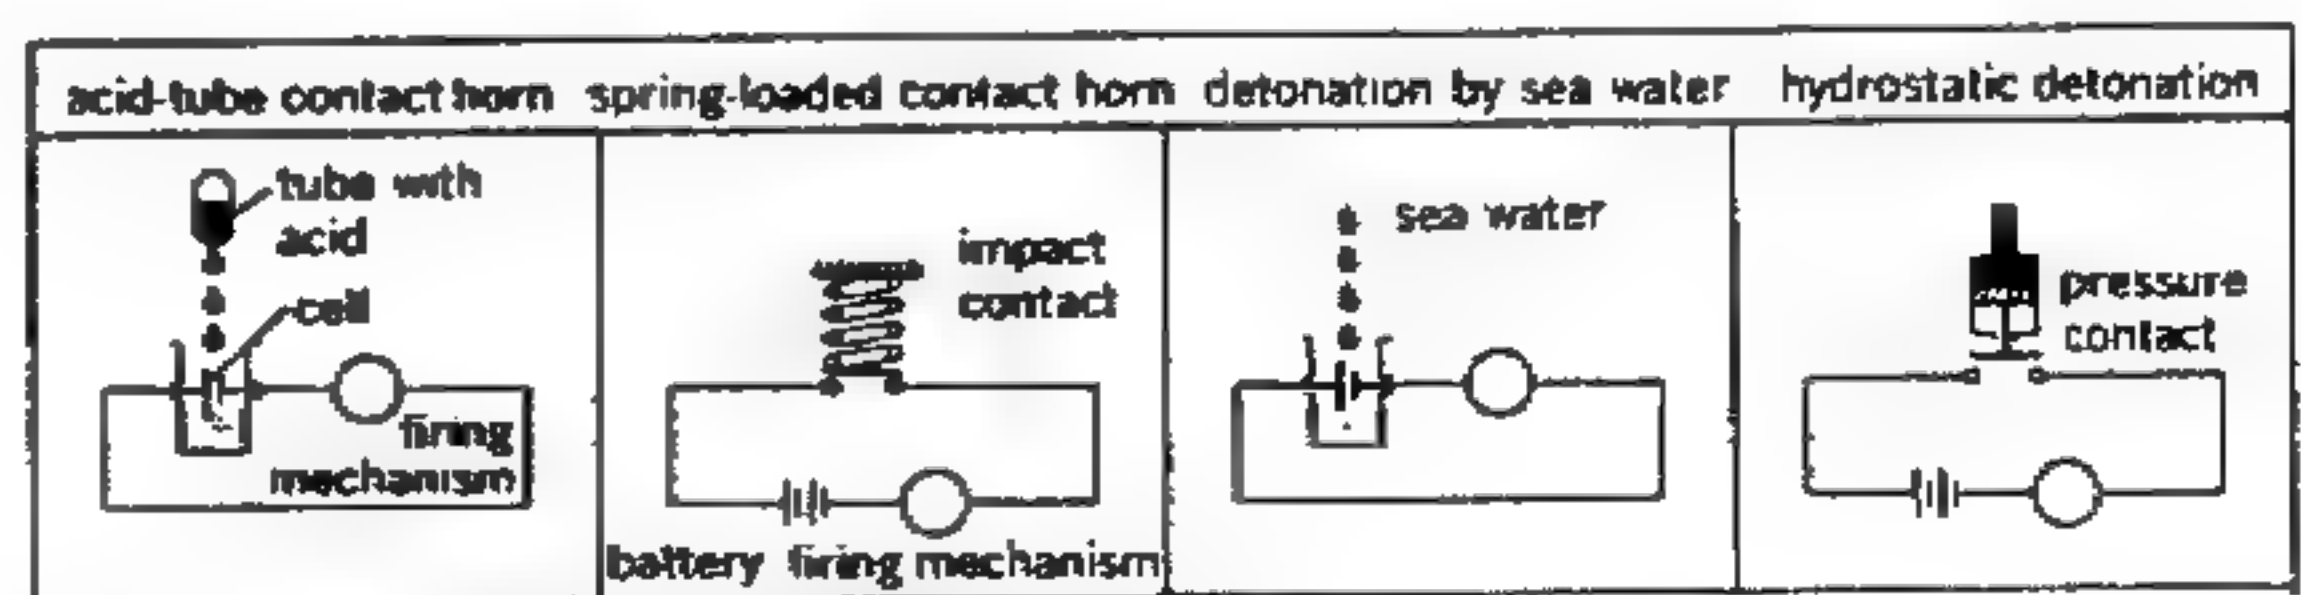 acid-tube contact horn spring-loaded contact horn detonation by sea water hydrostatic detonation
tube with
acid
cell
firing
mechanism
impact
contact
battery firing mechanism
sea water
pressure
contact